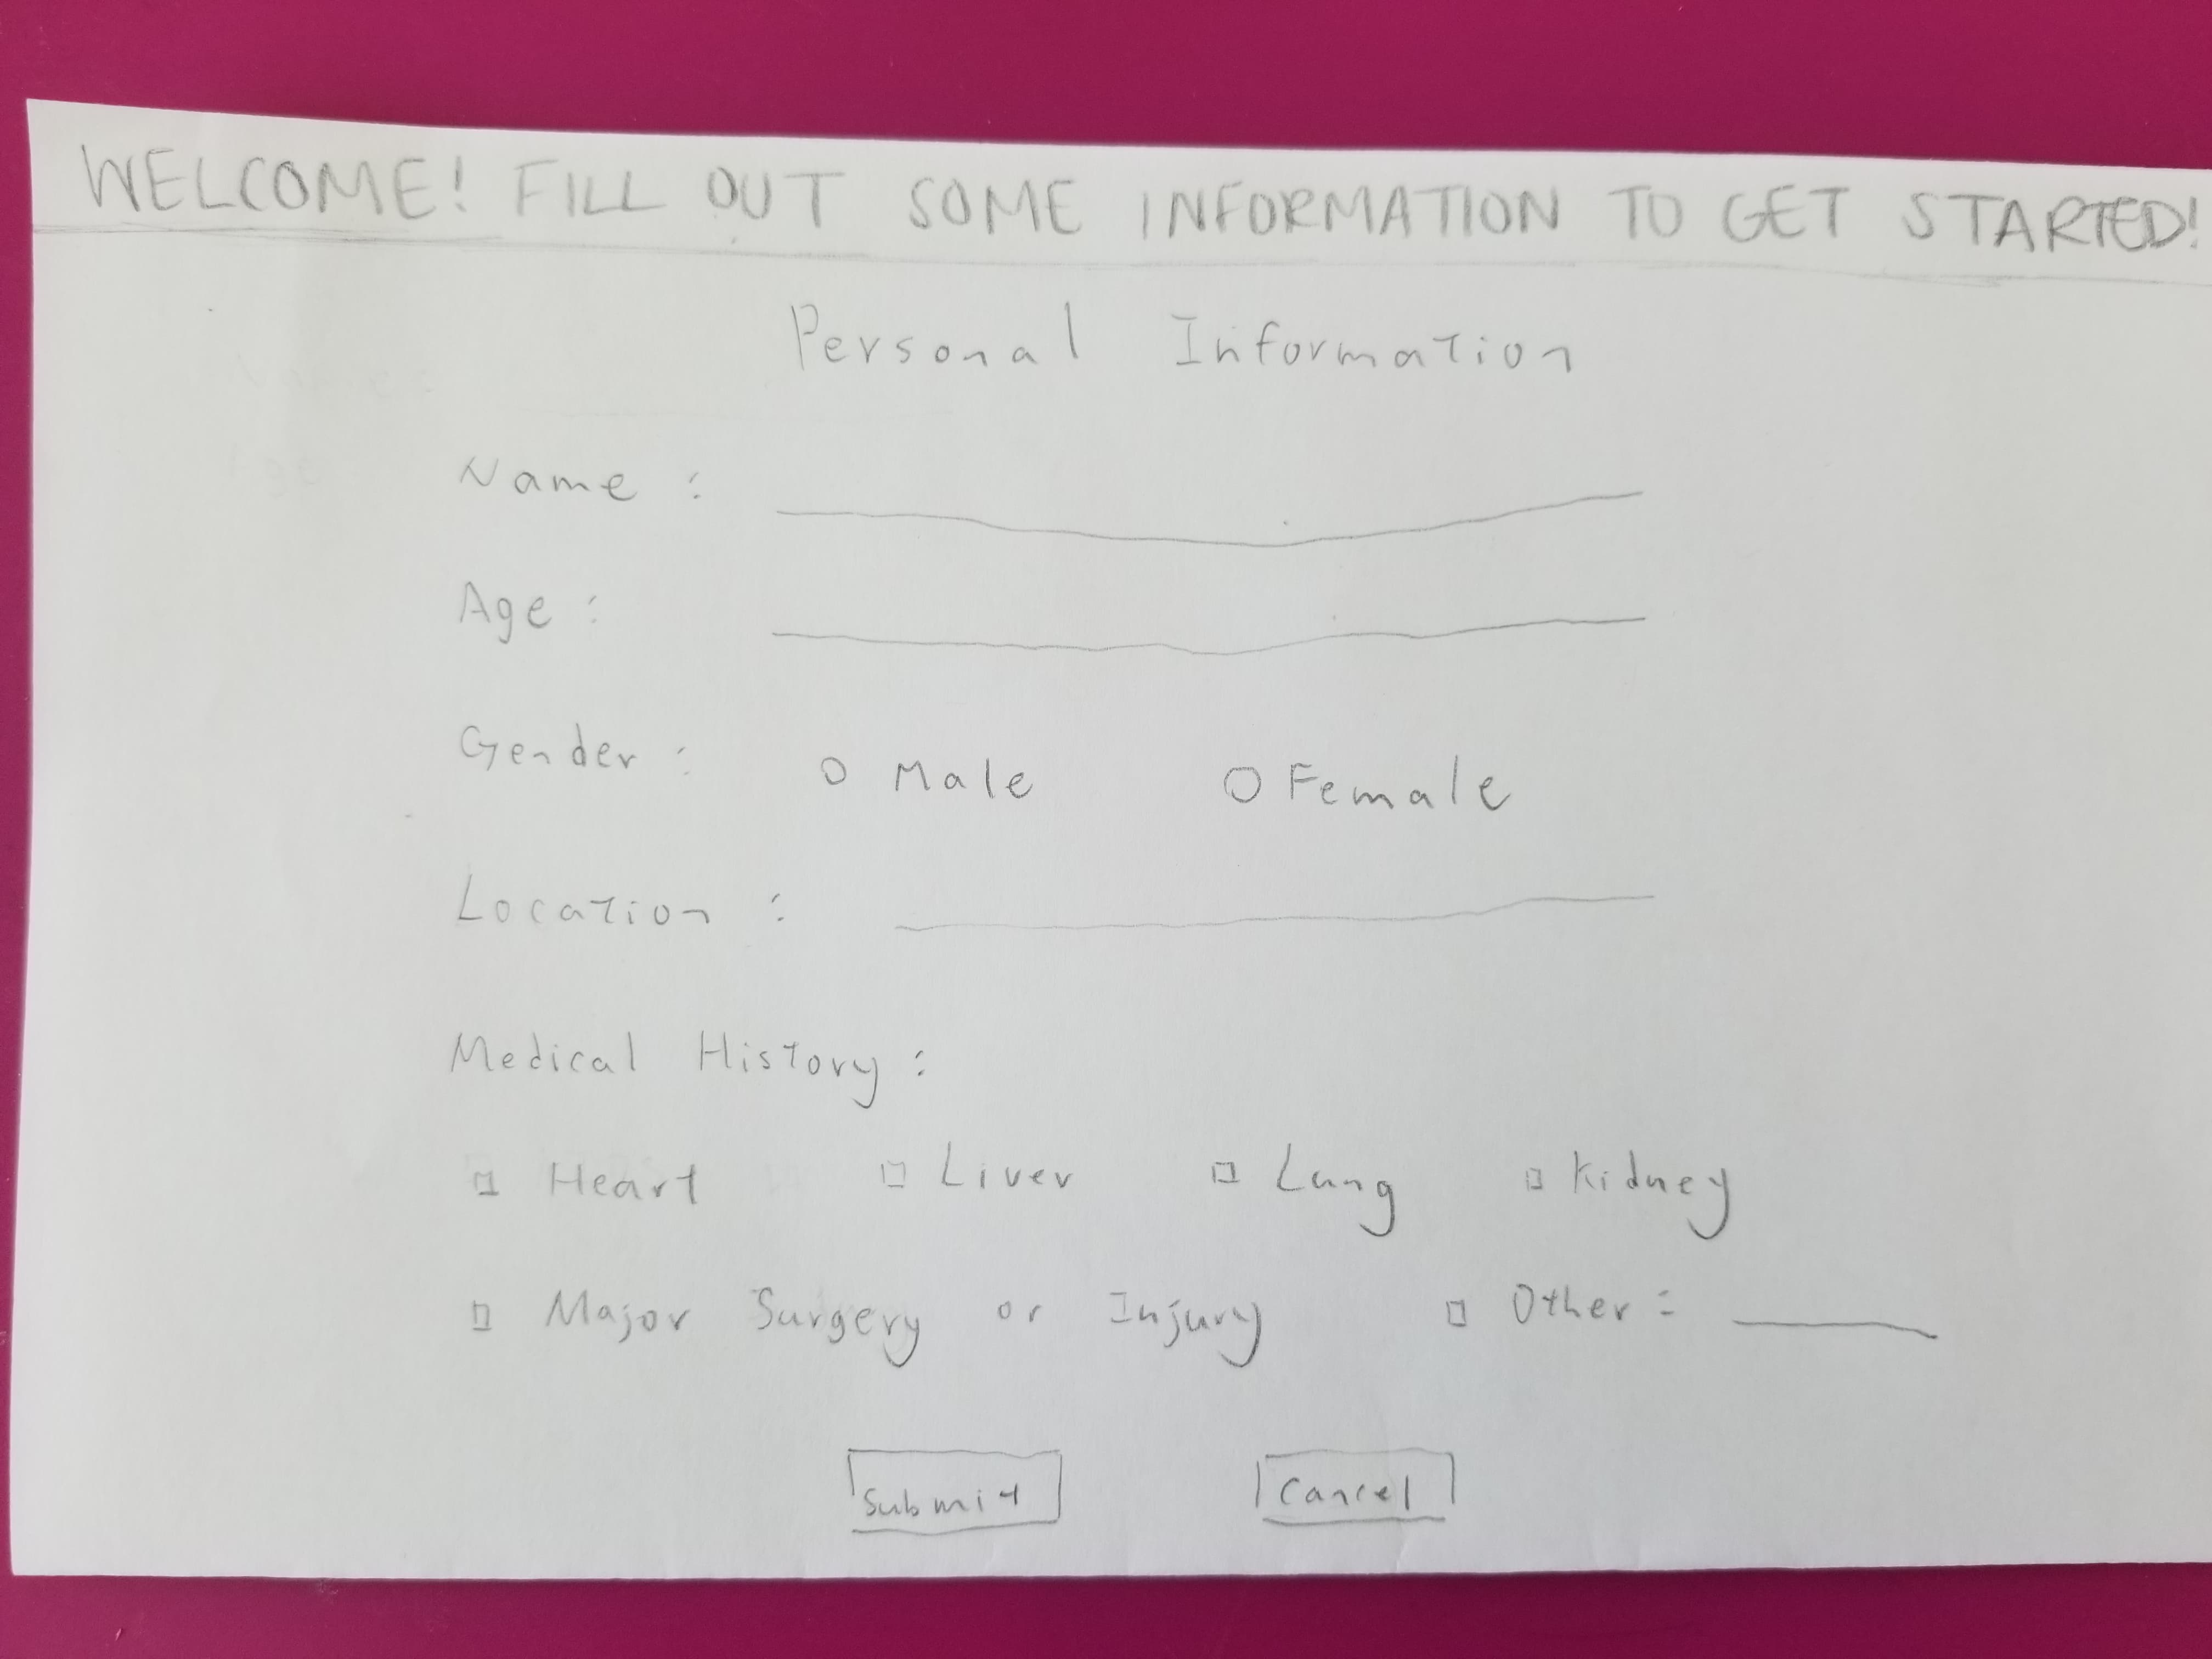 WELCOME! FILL OUT SOME INFORMATION TO GET STARTED!
Personal Information
Name :
Age :
Gender : Male Female
Location :
Medical History :
Heart Liver Lung Kidney
Major Surgery or Injury Other :
Submit Cancel